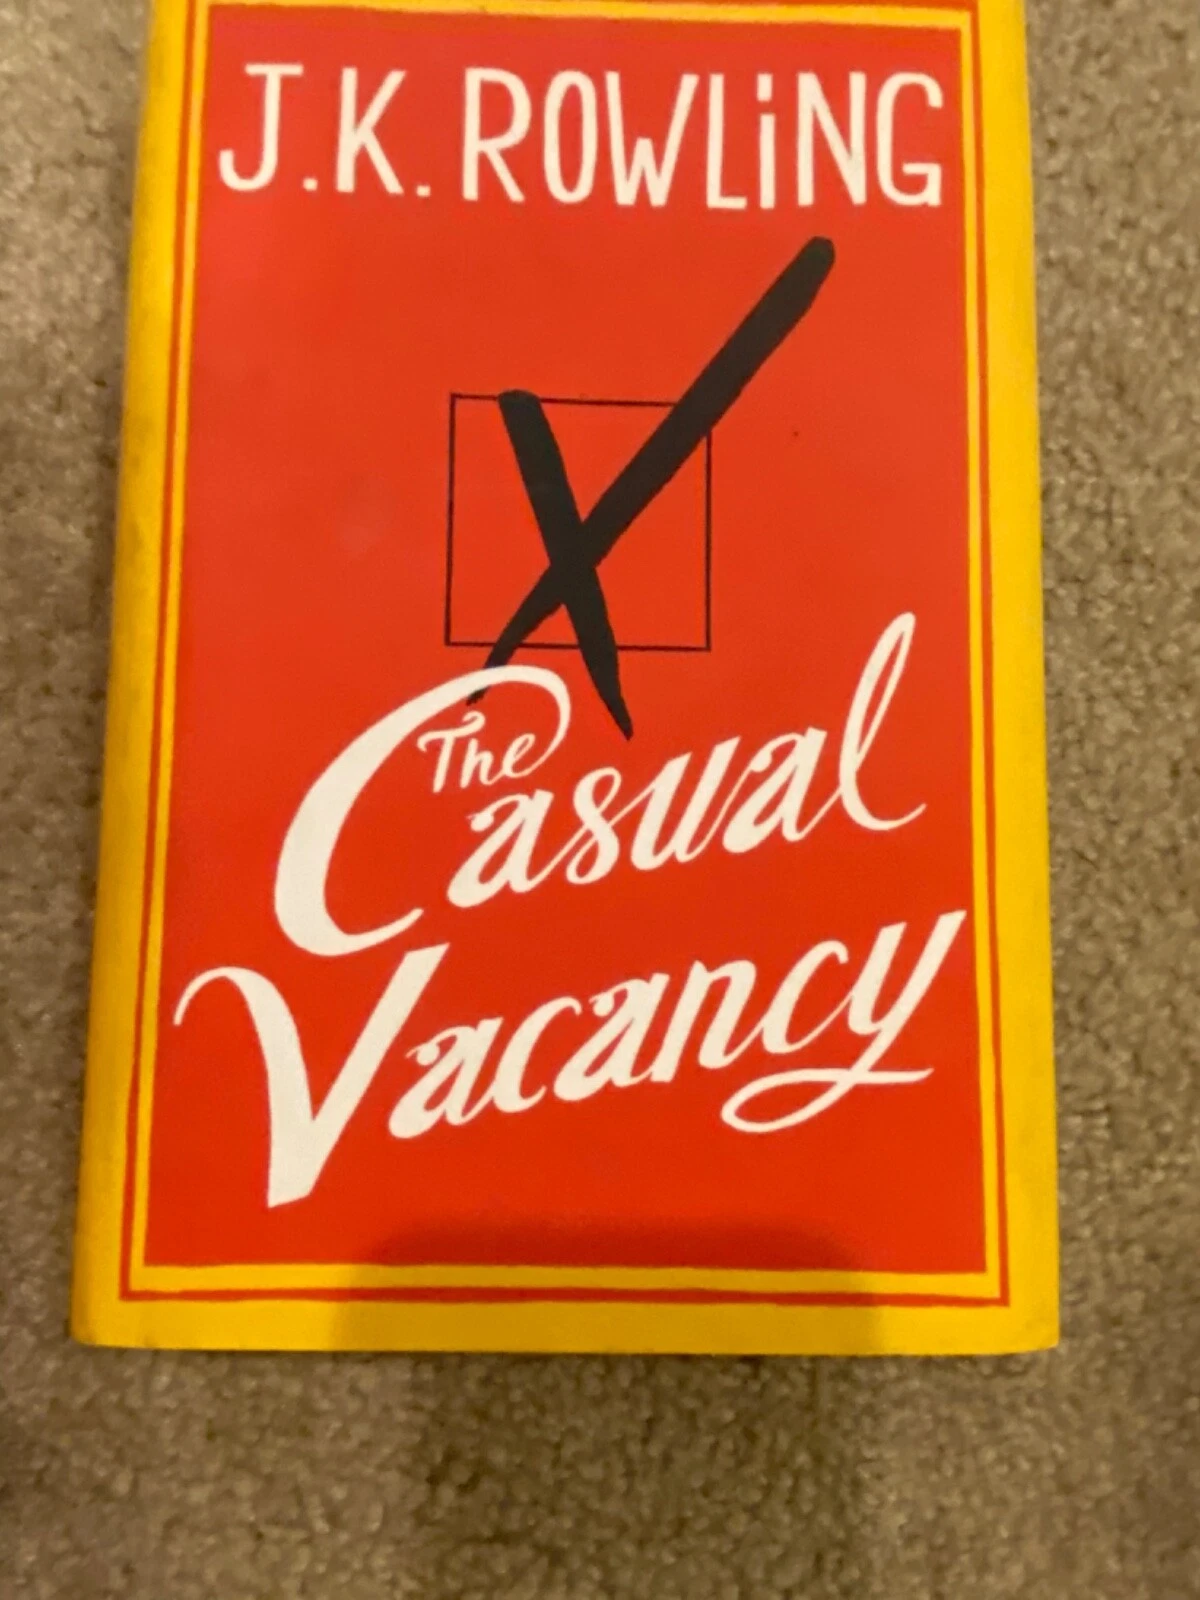 J.K. ROWLiNG
The
Casual
Vacancy